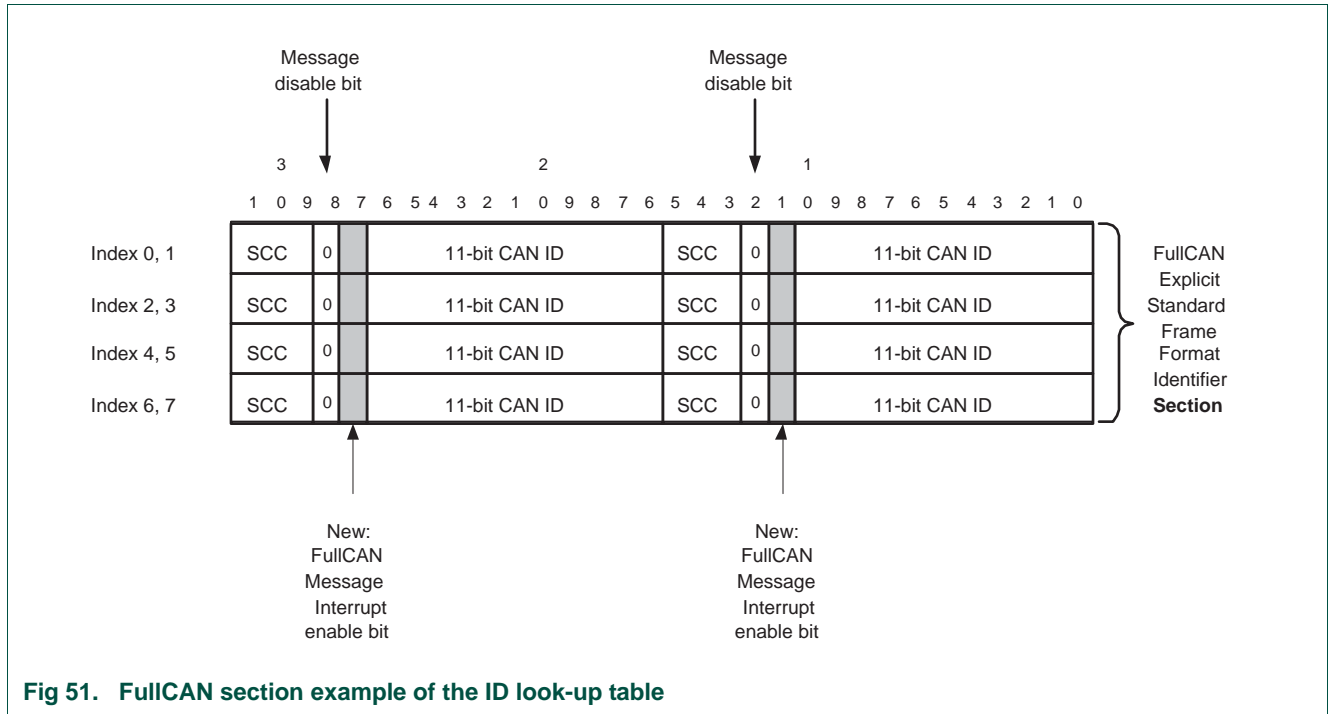 Message
disable bit
Message
disable bit
3 2 1
1 0 9 8 7 6 5 4 3 2 1 0 9 8 7 6 5 4 3 2 1 0 9 8 7 6 5 4 3 2 1 0
Index 0, 1 SCC 0 11-bit CAN ID SCC 0 11-bit CAN ID
Index 2, 3 SCC 0 11-bit CAN ID SCC 0 11-bit CAN ID
Index 4, 5 SCC 0 11-bit CAN ID SCC 0 11-bit CAN ID
Index 6, 7 SCC 0 11-bit CAN ID SCC 0 11-bit CAN ID
FullCAN
Explicit
Standard
Frame
Format
Identifier
Section
New:
FullCAN
Message
Interrupt
enable bit
New:
FullCAN
Message
Interrupt
enable bit
Fig 51. FullCAN section example of the ID look-up table